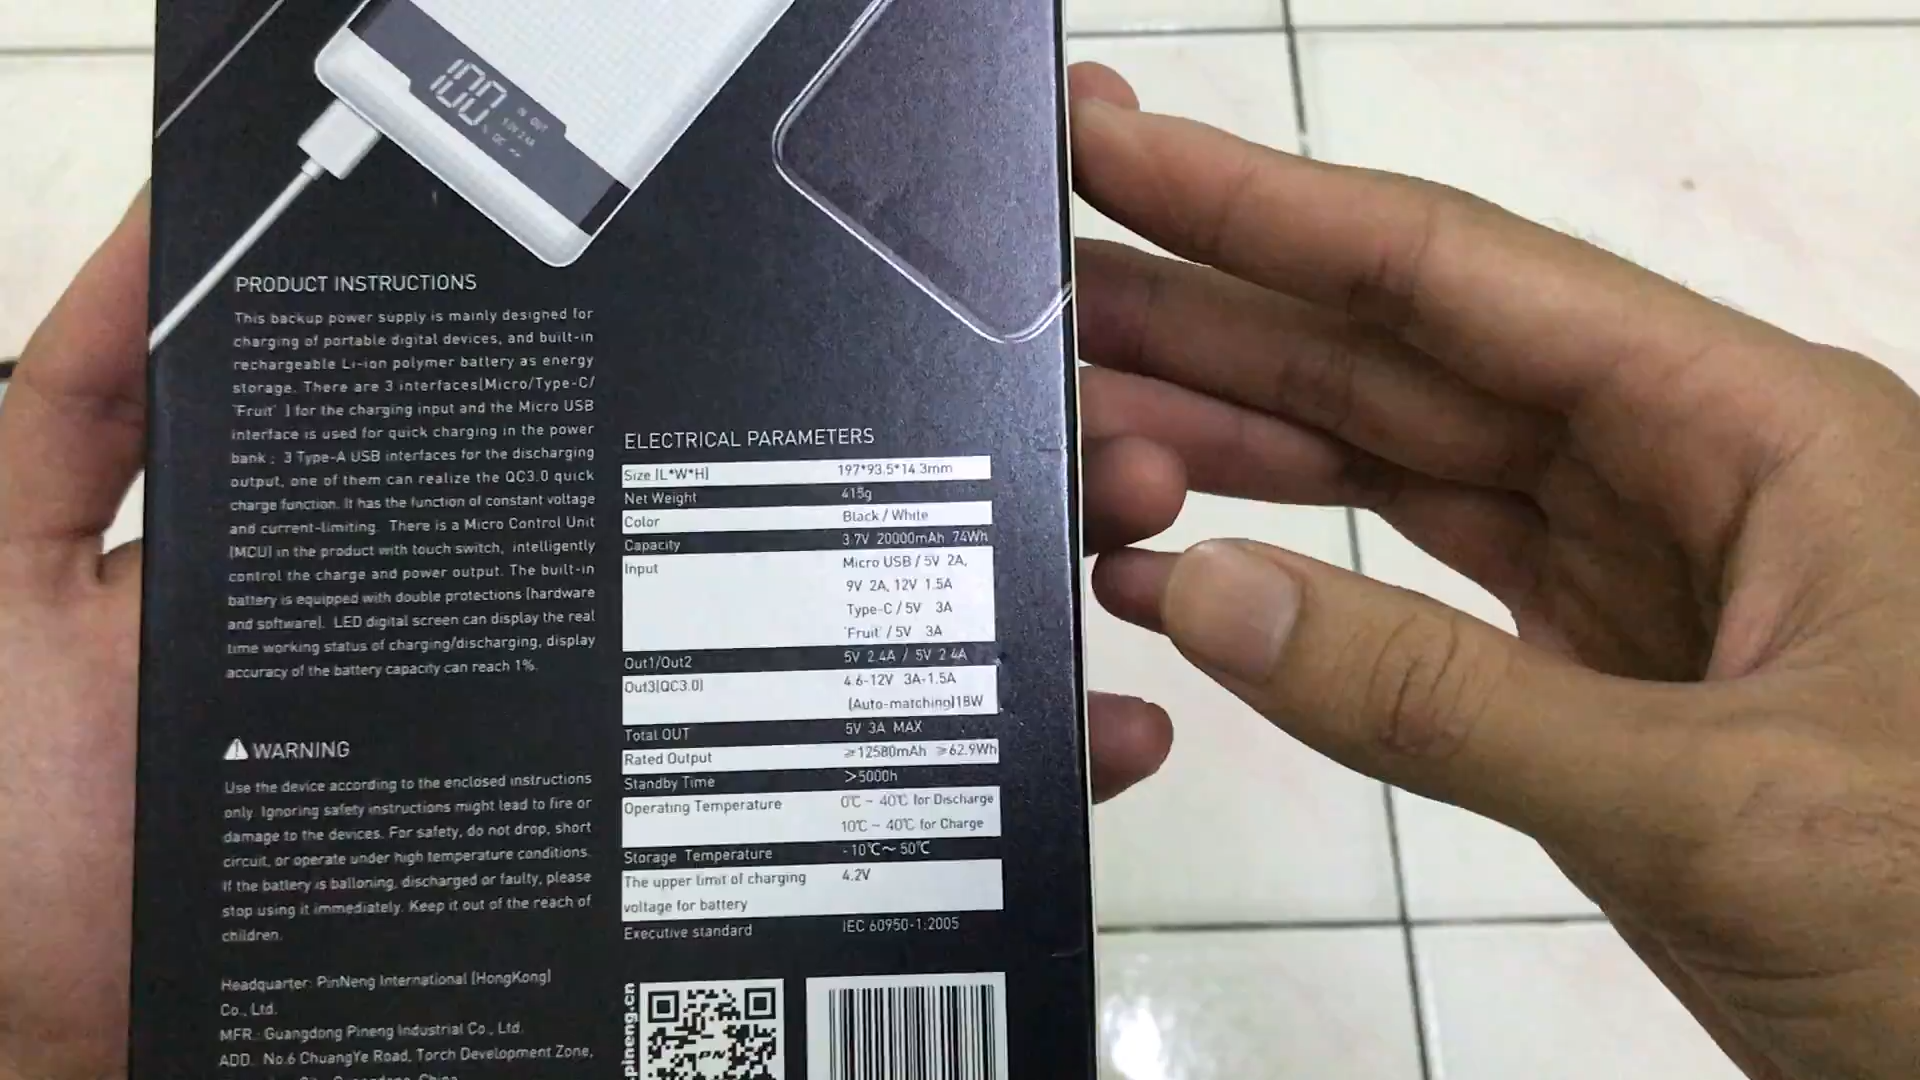 100
%
IN OUT
9.0V 2.4A
QC
PRODUCT INSTRUCTIONS
This backup power supply is mainly designed for
charging of portable digital devices, and built-in
rechargeable Li-ion polymer battery as energy
storage. There are 3 interfaces(Micro/Type-C/
"Fruit" ) for the charging input and the Micro USB
interface is used for quick charging in the power
bank ; 3 Type-A USB interfaces for the discharging
output, one of them can realize the QC3.0 quick
charge function. It has the function of constant voltage
and current-limiting. There is a Micro Control Unit
(MCU) in the product with touch switch, intelligently
control the charge and power output. The built-in
battery is equipped with double protections (hardware
and software). LED digital screen can display the real
time working status of charging/discharging, display
accuracy of the battery capacity can reach 1%.
WARNING
Use the device according to the enclosed instructions
only. Ignoring safety instructions might lead to fire or
damage to the devices. For safety, do not drop, short
circuit, or operate under high temperature conditions.
If the battery is balloning, discharged or faulty, please
stop using it immediately. Keep it out of the reach of
children.
Headquarter: PinNeng International (HongKong)
Co., Ltd.
MFR.: Guangdong Pineng Industrial Co., Ltd.
ADD. No.6 ChuangYe Road, Torch Development Zone,
ELECTRICAL PARAMETERS
Size (L*W*H) 197*93.5*14.3mm
Net Weight 415g
Color Black / White
Capacity 3.7V 20000mAh 74Wh
Input Micro USB / 5V 2A,
9V 2A, 12V 1.5A
Type-C / 5V 3A
"Fruit" / 5V 3A
Out1/Out2 5V 2.4A / 5V 2.4A
Out3(QC3.0) 4.6-12V 3A-1.5A
(Auto-matching)18W
Total OUT 5V 3A MAX
Rated Output ≥12580mAh ≥62.9Wh
Standby Time >5000h
Operating Temperature 0℃ ~ 40℃ for Discharge
10℃ ~ 40℃ for Charge
Storage Temperature -10℃~ 50℃
The upper limit of charging 4.2V
voltage for battery
Executive standard IEC 60950-1:2005
.pineng.cn
PN